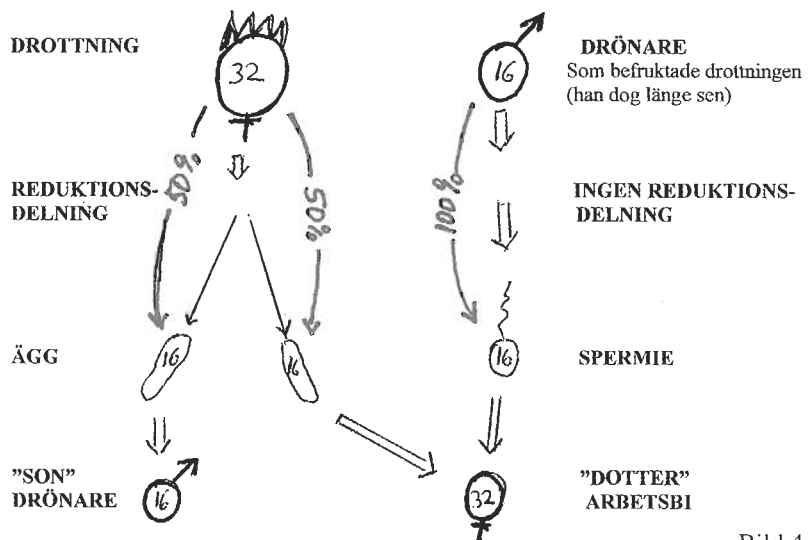 DROTTNING
32
16
DRÖNARE
Som befruktade drottningen
(han dog länge sen)
REDUKTIONS-
DELNING
50%
50%
100%
INGEN REDUKTIONS-
DELNING
ÄGG
16
16
16
SPERMIE
"SON"
DRÖNARE
16
32
"DOTTER"
ARBETSBI